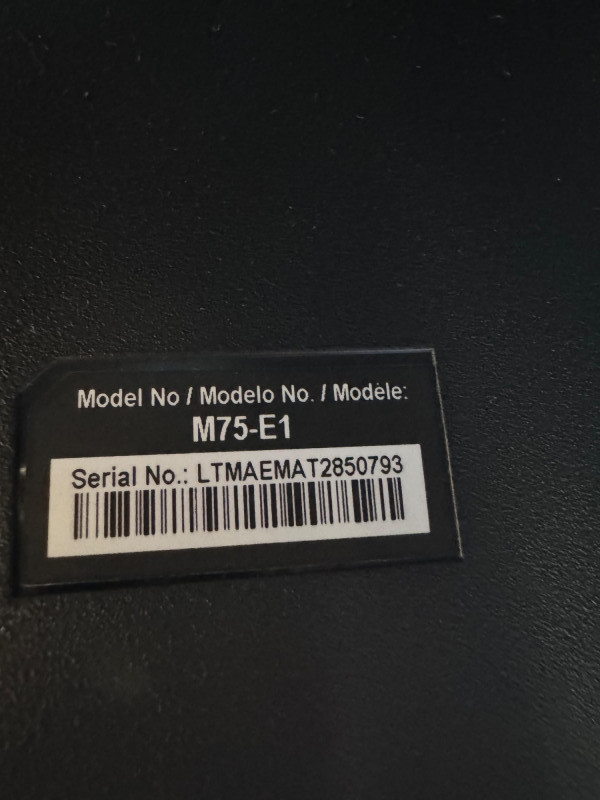 Model No / Modelo No. / Modèle:
M75-E1
Serial No.: LTMAEMAT2850793